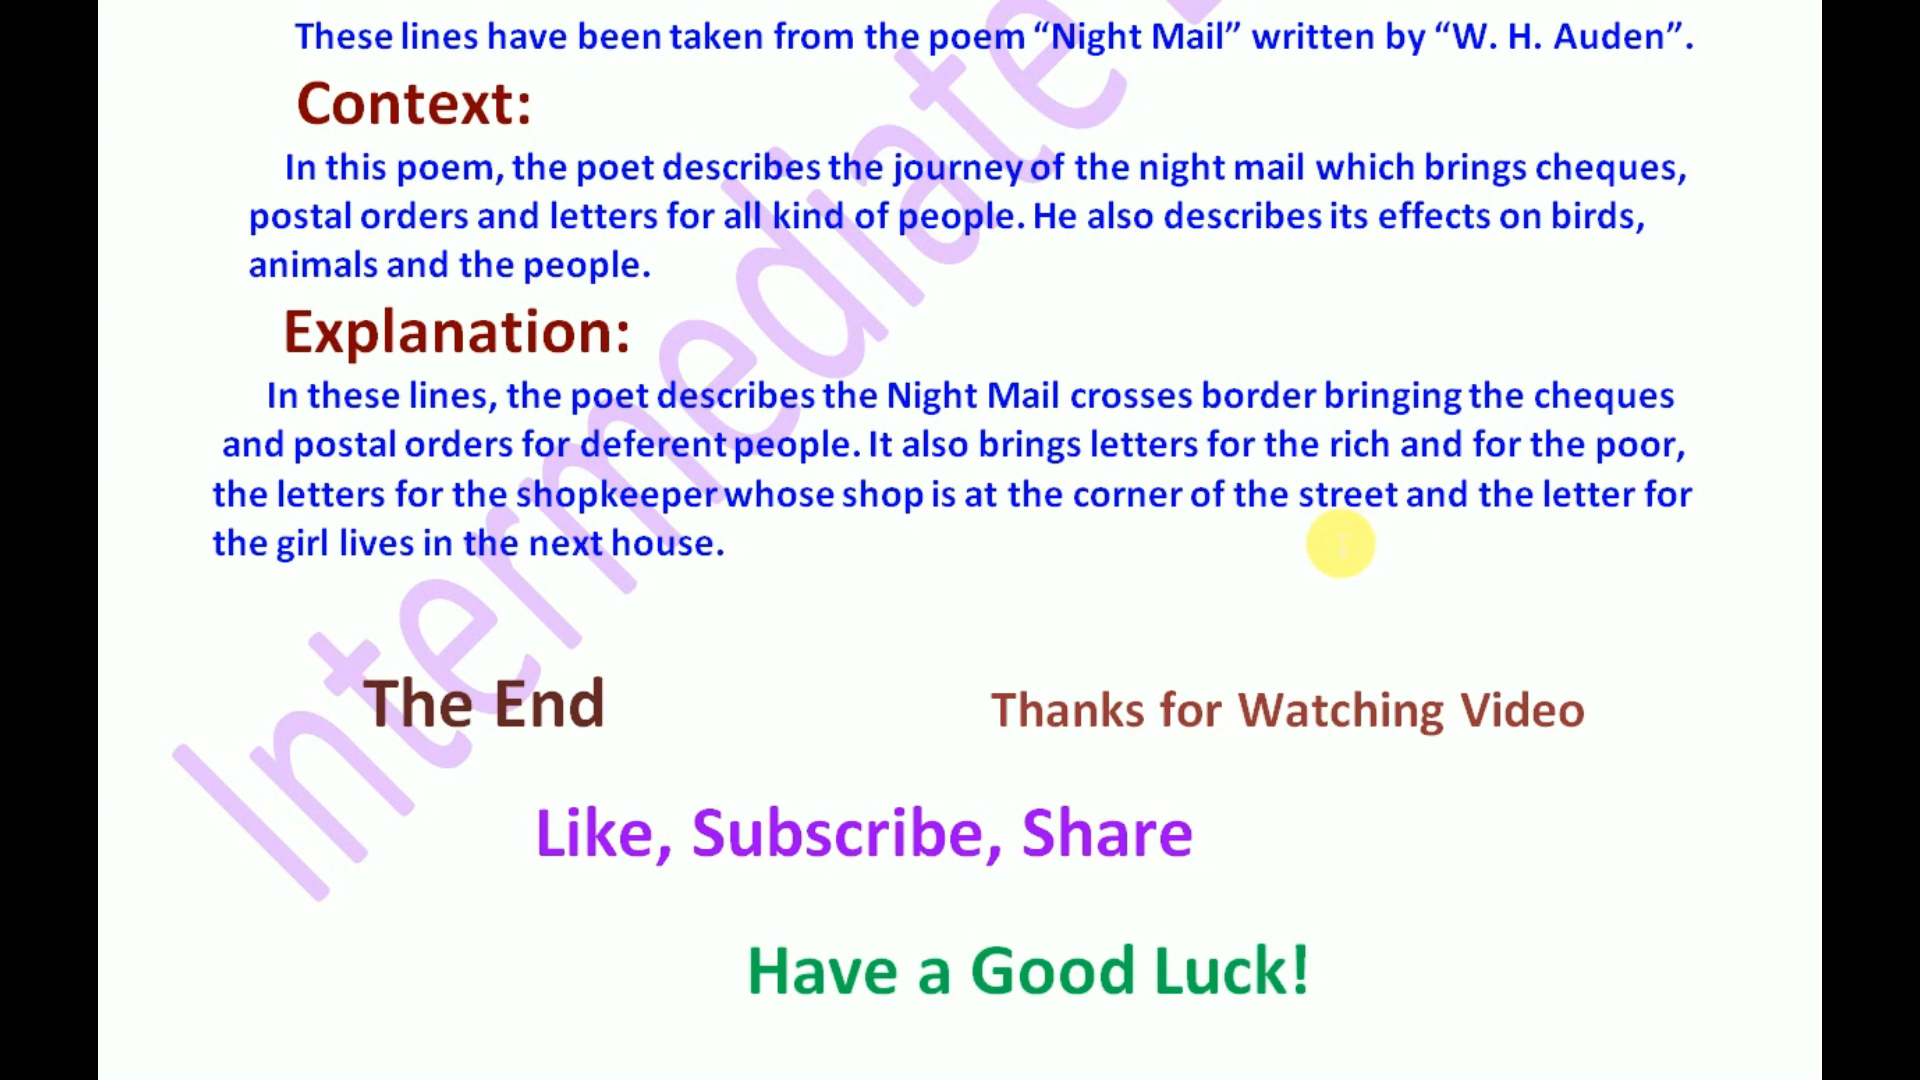 These lines have been taken from the poem “Night Mail” written by “W. H. Auden”.
Context:
In this poem, the poet describes the journey of the night mail which brings cheques,
postal orders and letters for all kind of people. He also describes its effects on birds,
animals and the people.
Explanation:
In these lines, the poet describes the Night Mail crosses border bringing the cheques
and postal orders for deferent people. It also brings letters for the rich and for the poor,
the letters for the shopkeeper whose shop is at the corner of the street and the letter for
the girl lives in the next house.
The End
Thanks for Watching Video
Like, Subscribe, Share
Have a Good Luck!
Intermediate